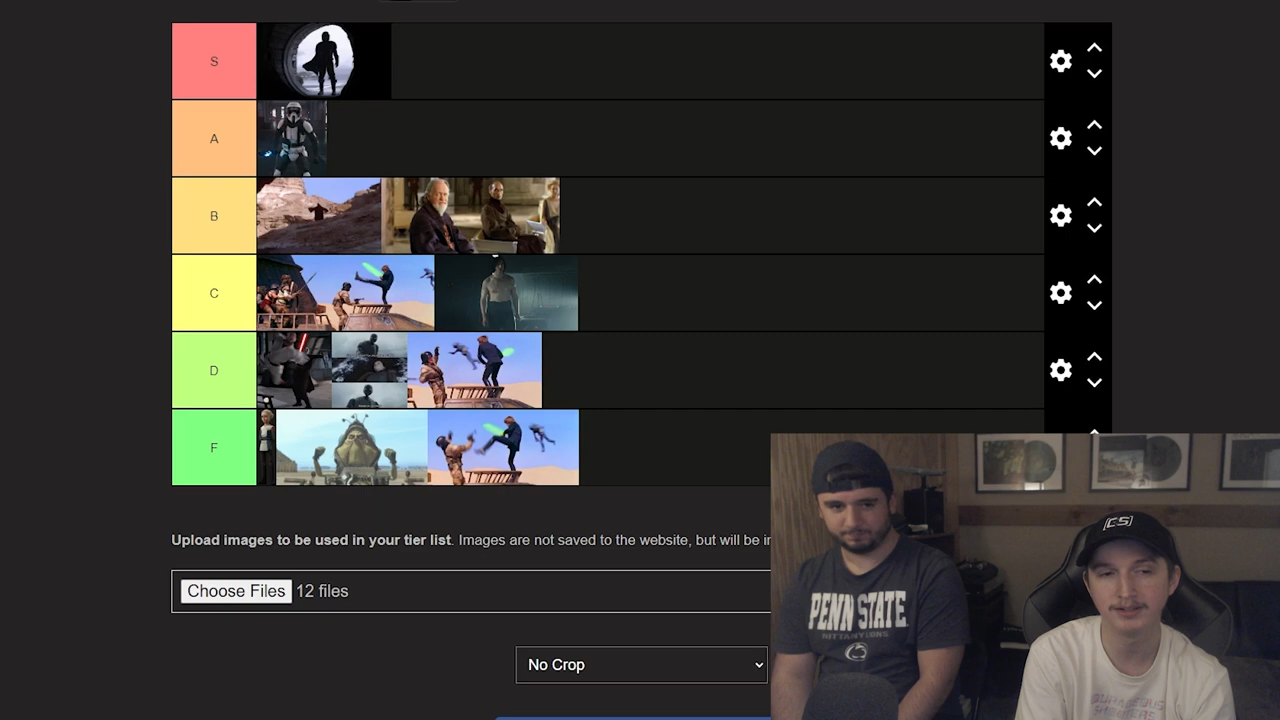 S
A
B
C
D
F
Upload images to be used in your tier list. Images are not saved to the website, but will be
Choose Files 12 files
No Crop
PENN STATE
NITTANY LIONS
CS